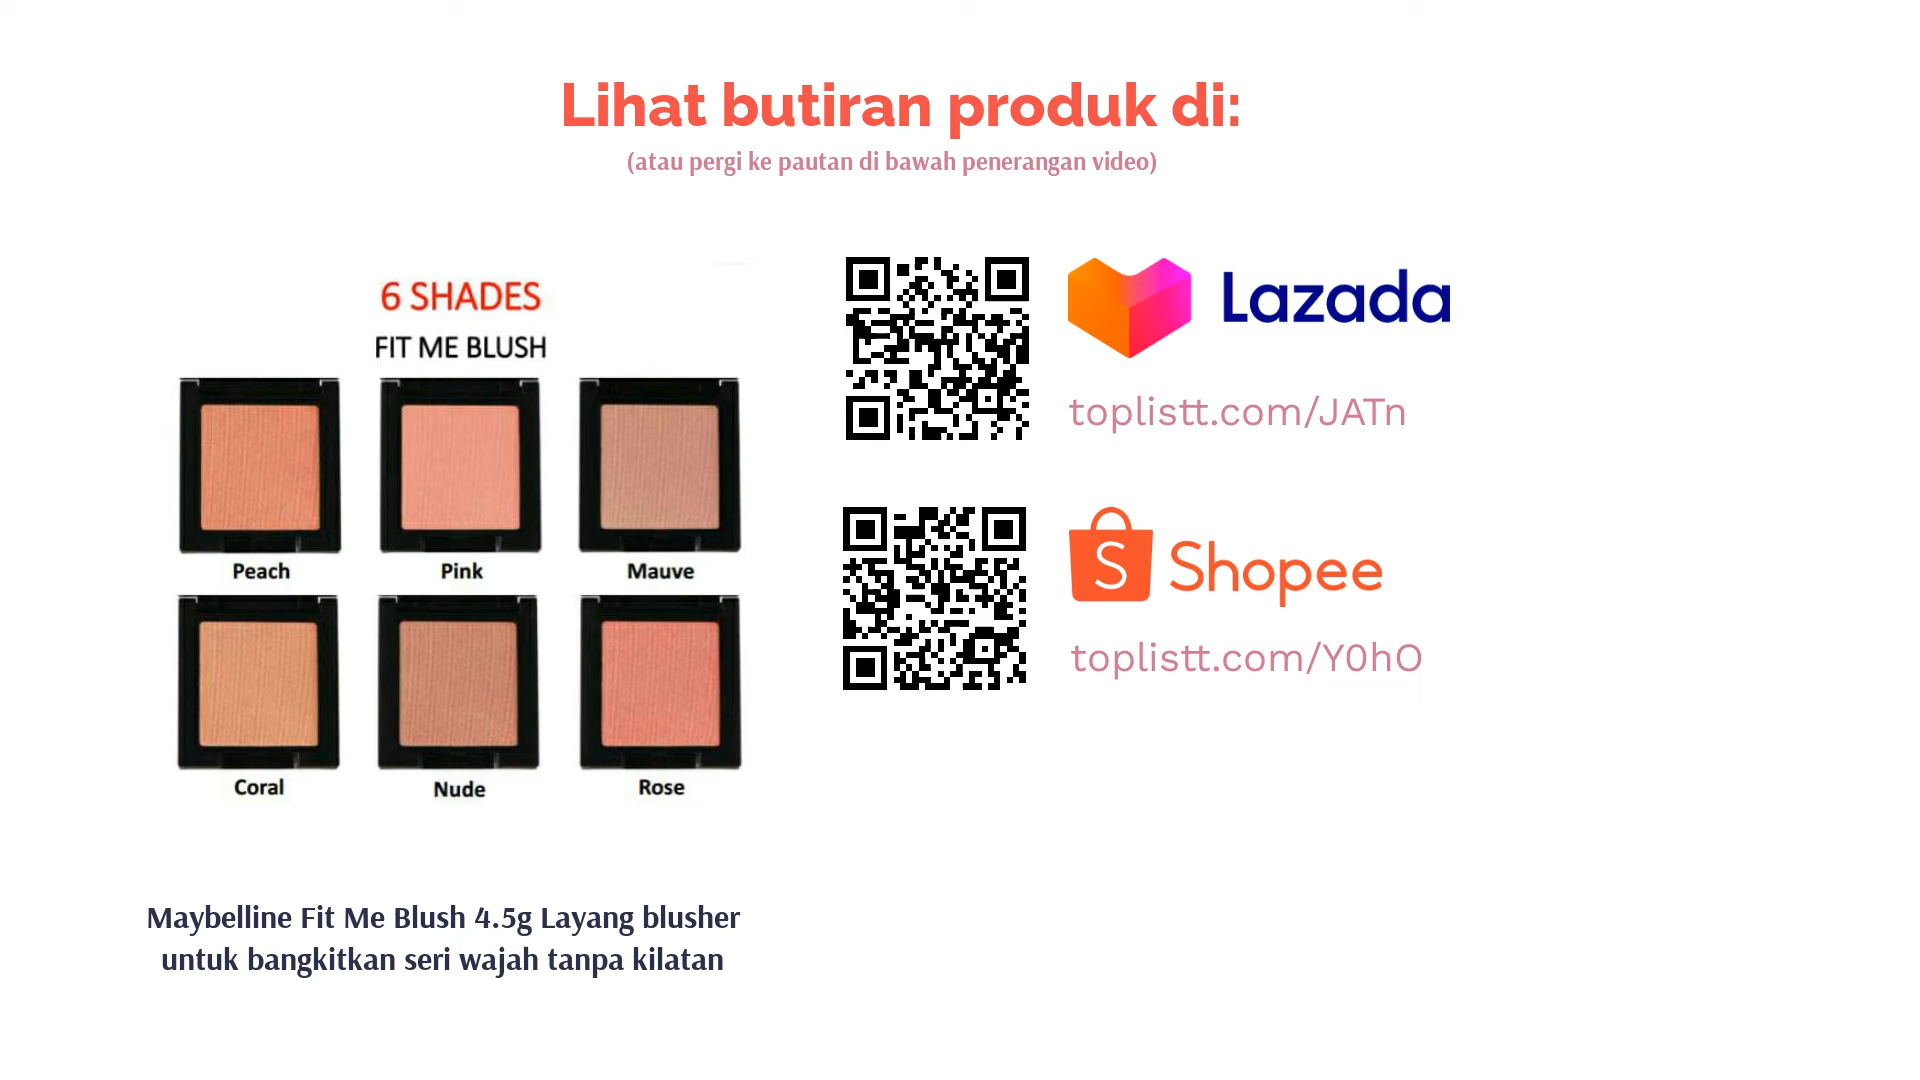 Lihat butiran produk di:
(atau pergi ke pautan di bawah penerangan video)
6 SHADES
FIT ME BLUSH
Peach
Pink
Mauve
Coral
Nude
Rose
Lazada
toplistt.com/JATn
Shopee
toplistt.com/Y0hO
Maybelline Fit Me Blush 4.5g Layang blusher
untuk bangkitkan seri wajah tanpa kilatan